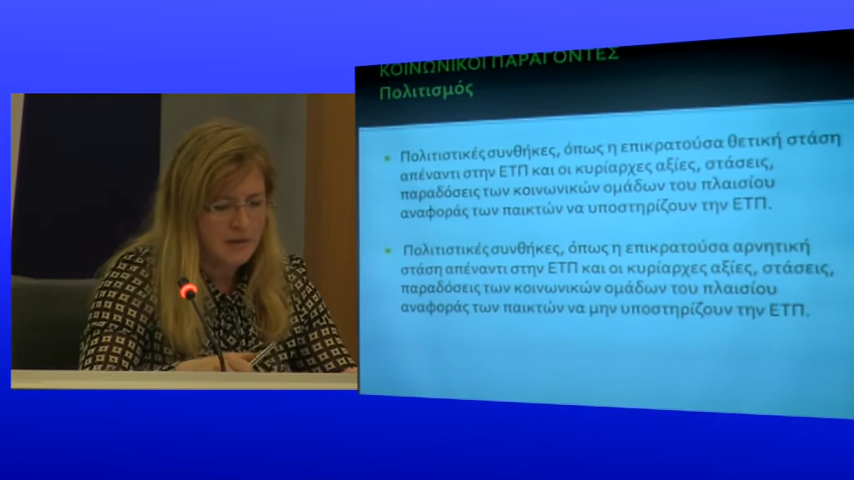 ΚΟΙΝΩΝΙΚΟΙ ΠΑΡΑΓΟΝΤΕΣ
Πολιτισμός
Πολιτιστικές συνθήκες, όπως η επικρατούσα θετική στάση
απέναντι στην ΕΤΠ και οι κυρίαρχες αξίες, στάσεις,
παραδόσεις των κοινωνικών ομάδων του πλαισίου
αναφοράς των παικτών να υποστηρίζουν την ΕΤΠ.
Πολιτιστικές συνθήκες, όπως η επικρατούσα αρνητική
στάση απέναντι στην ΕΤΠ και οι κυρίαρχες αξίες, στάσεις,
παραδόσεις των κοινωνικών ομάδων του πλαισίου
αναφοράς των παικτών να μην υποστηρίζουν την ΕΤΠ.